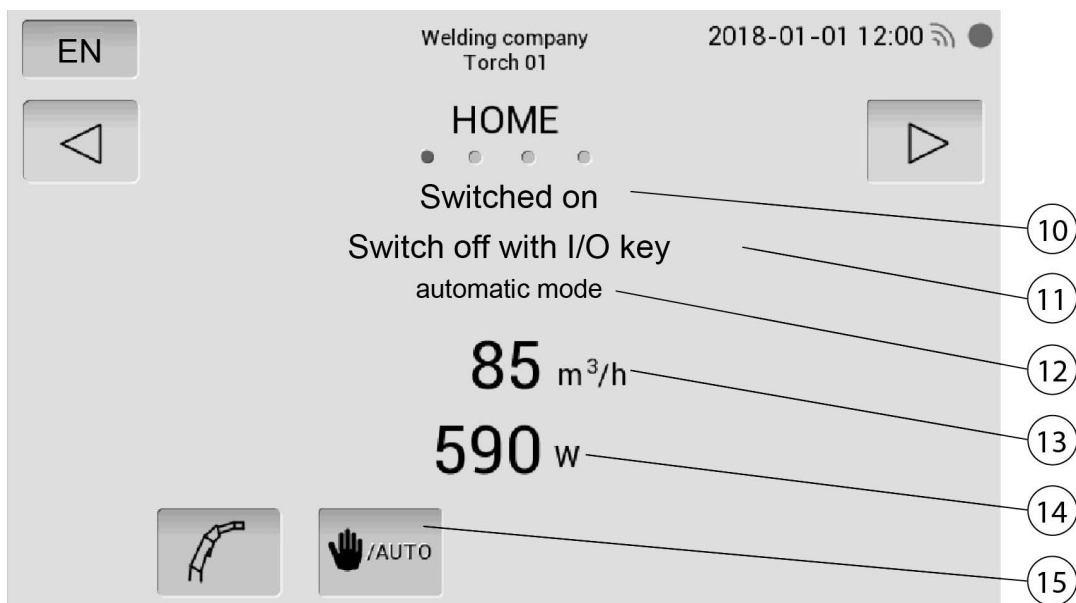 EN
Welding company
Torch 01
2018-01-01 12:00
HOME
Switched on
Switch off with I/O key
automatic mode
85 m³/h
590 W
/AUTO
10
11
12
13
14
15